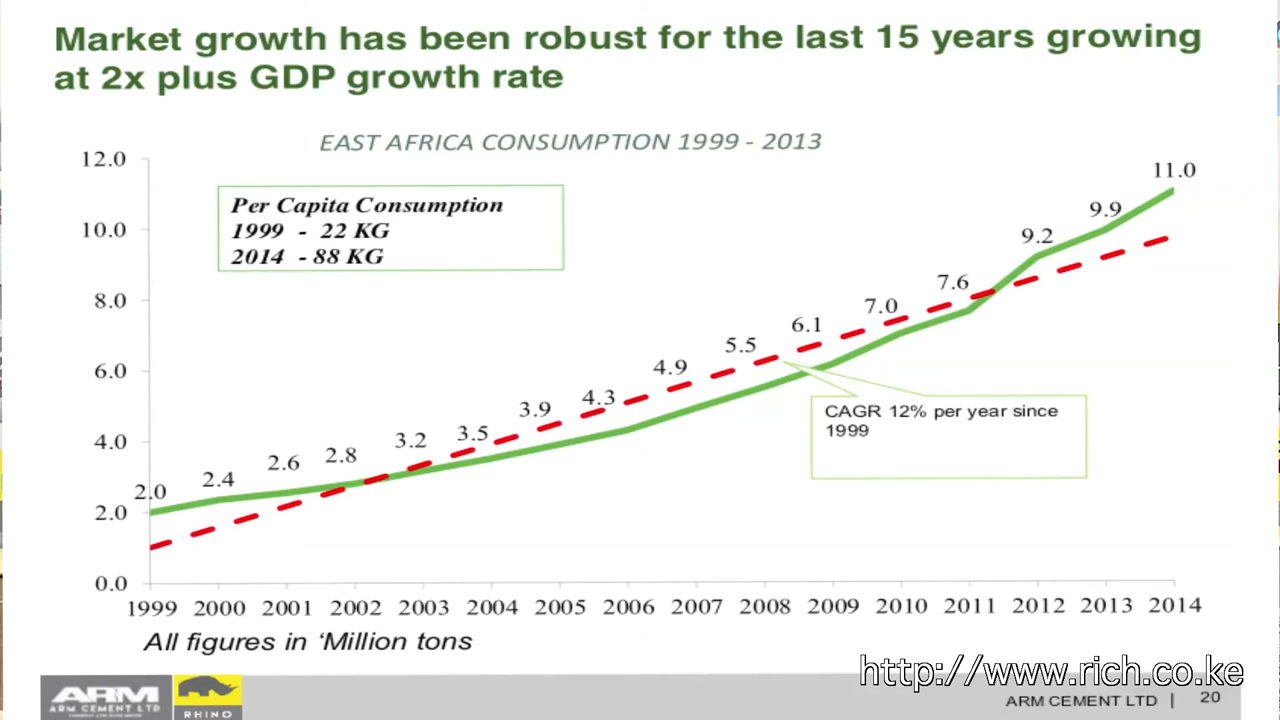 Market growth has been robust for the last 15 years growing
at 2x plus GDP growth rate
EAST AFRICA CONSUMPTION 1999 - 2013
12.0
10.0
8.0
6.0
4.0
2.0
0.0
Per Capita Consumption
1999 - 22 KG
2014 - 88 KG
2.0
2.4
2.6
2.8
3.2
3.5
3.9
4.3
4.9
5.5
6.1
7.0
7.6
9.2
9.9
11.0
CAGR 12% per year since
1999
1999 2000 2001 2002 2003 2004 2005 2006 2007 2008 2009 2010 2011 2012 2013 2014
All figures in ‘Million tons
http://www.rich.co.ke
ARM
ARM CEMENT LTD
RHINO
ARM CEMENT LTD | 20